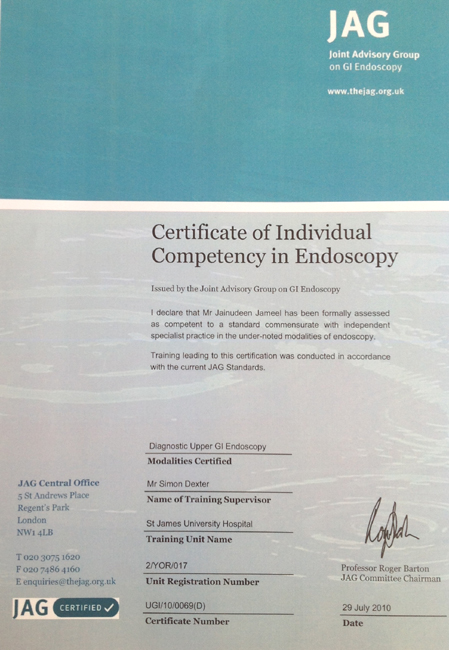 JAG
Joint Advisory Group
on GI Endoscopy
www.thejag.org.uk
Certificate of Individual
Competency in Endoscopy
Issued by the Joint Advisory Group on GI Endoscopy
I declare that Mr Jainudeen Jameel has been formally assessed
as competent to a standard commensurate with independent
specialist practice in the under-noted modalities of endoscopy.
Training leading to this certification was conducted in accordance
with the current JAG Standards.
Diagnostic Upper GI Endoscopy
Modalities Certified
Mr Simon Dexter
Name of Training Supervisor
St James University Hospital
Training Unit Name
2/YOR/017
Unit Registration Number
UGI/10/0069(D)
Certificate Number
JAG Central Office
5 St Andrews Place
Regent's Park
London
NW1 4LB
T 020 3075 1620
F 020 7486 4160
E enquiries@thejag.org.uk
JAG CERTIFIED
Professor Roger Barton
JAG Committee Chairman
29 July 2010
Date